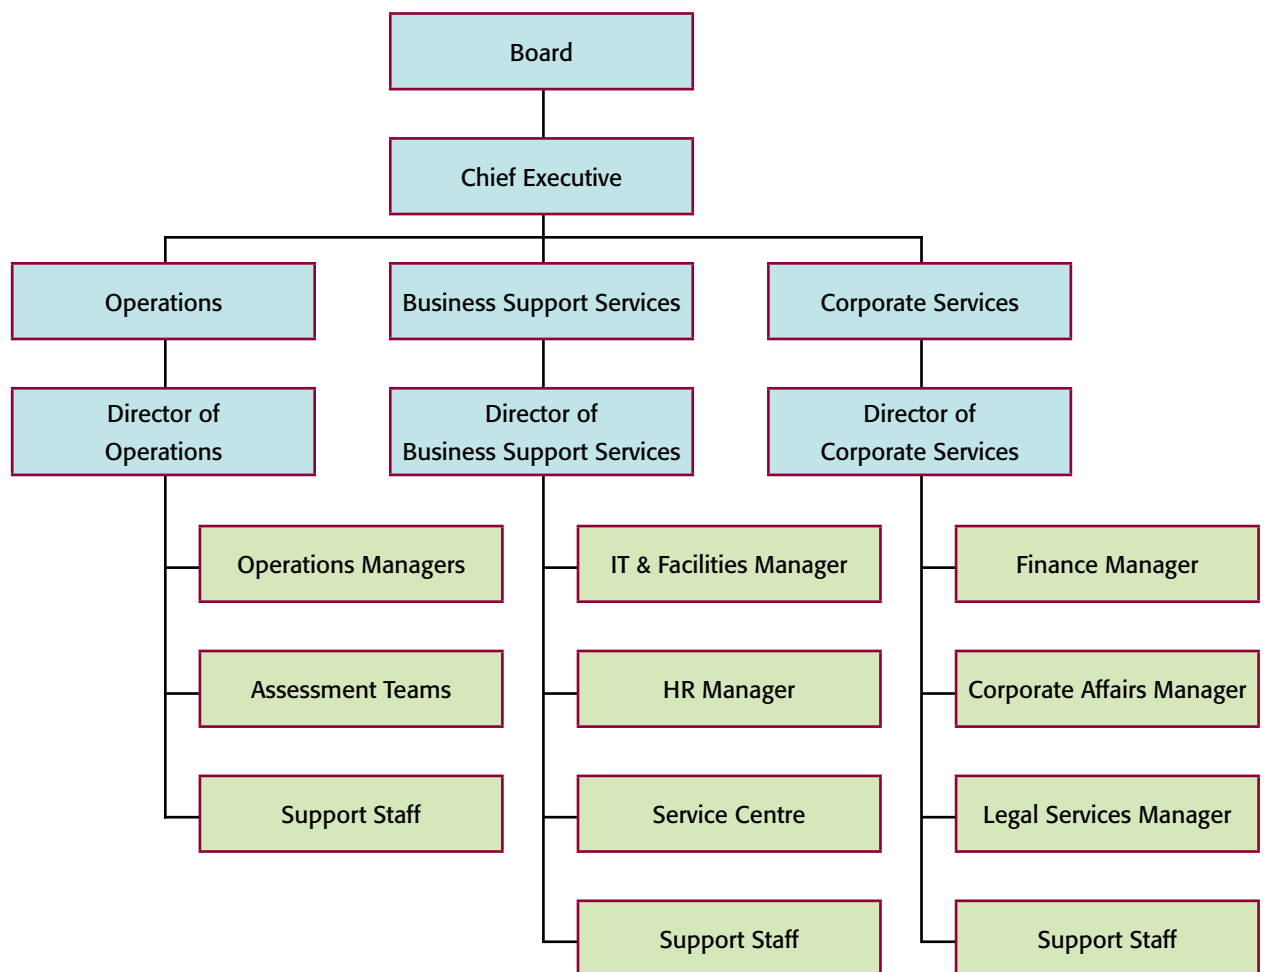 Board
Chief Executive
Operations
Business Support Services
Corporate Services
Director of
Operations
Director of
Business Support Services
Director of
Corporate Services
Operations Managers
IT & Facilities Manager
Finance Manager
Assessment Teams
HR Manager
Corporate Affairs Manager
Support Staff
Service Centre
Legal Services Manager
Support Staff
Support Staff